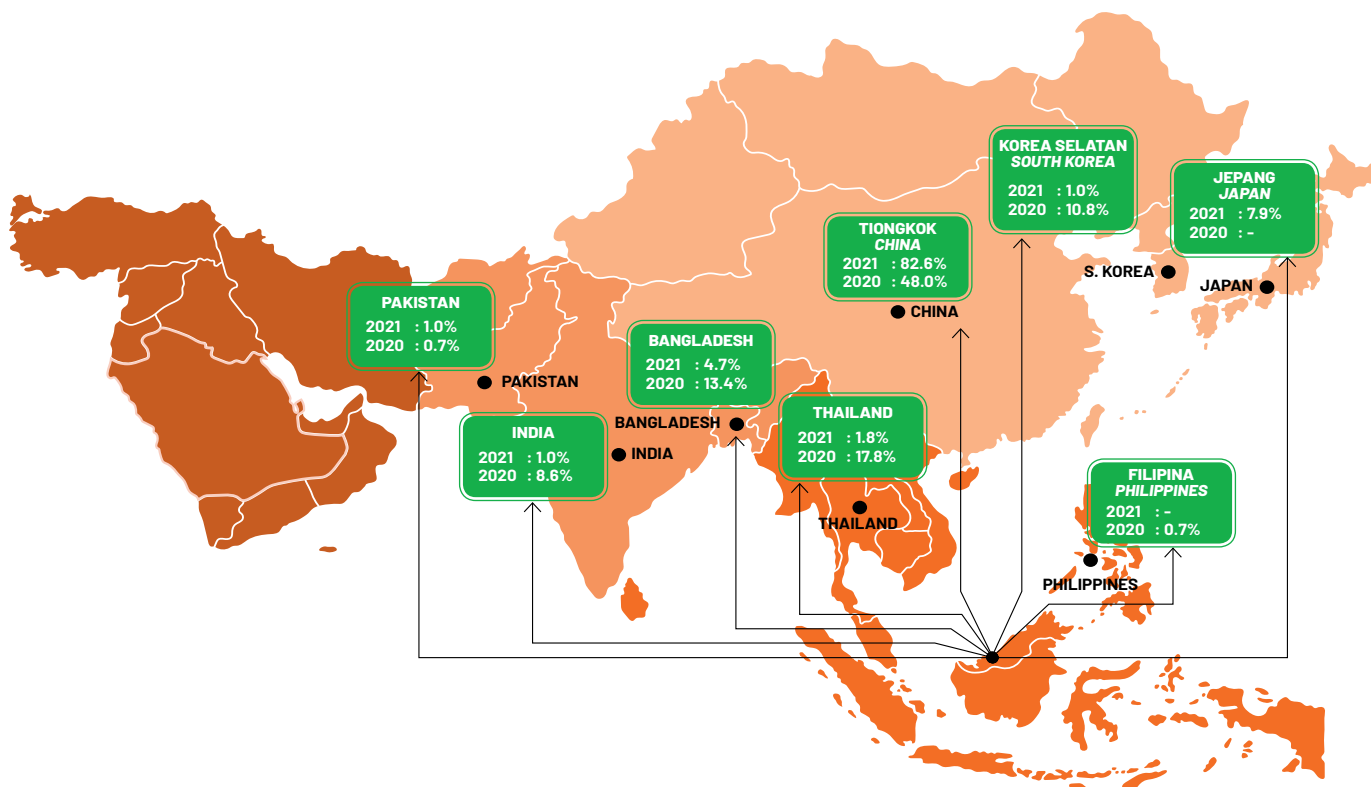 KOREA SELATAN
SOUTH KOREA
2021 : 1.0%
2020 : 10.8%
JEPANG
JAPAN
2021 : 7.9%
2020 : -
TIONGKOK
CHINA
2021 : 82.6%
2020 : 48.0%
S. KOREA
JAPAN
CHINA
PAKISTAN
2021 : 1.0%
2020 : 0.7%
PAKISTAN
BANGLADESH
2021 : 4.7%
2020 : 13.4%
BANGLADESH
THAILAND
2021 : 1.8%
2020 : 17.8%
THAILAND
INDIA
2021 : 1.0%
2020 : 8.6%
INDIA
FILIPINA
PHILIPPINES
2021 : -
2020 : 0.7%
PHILIPPINES